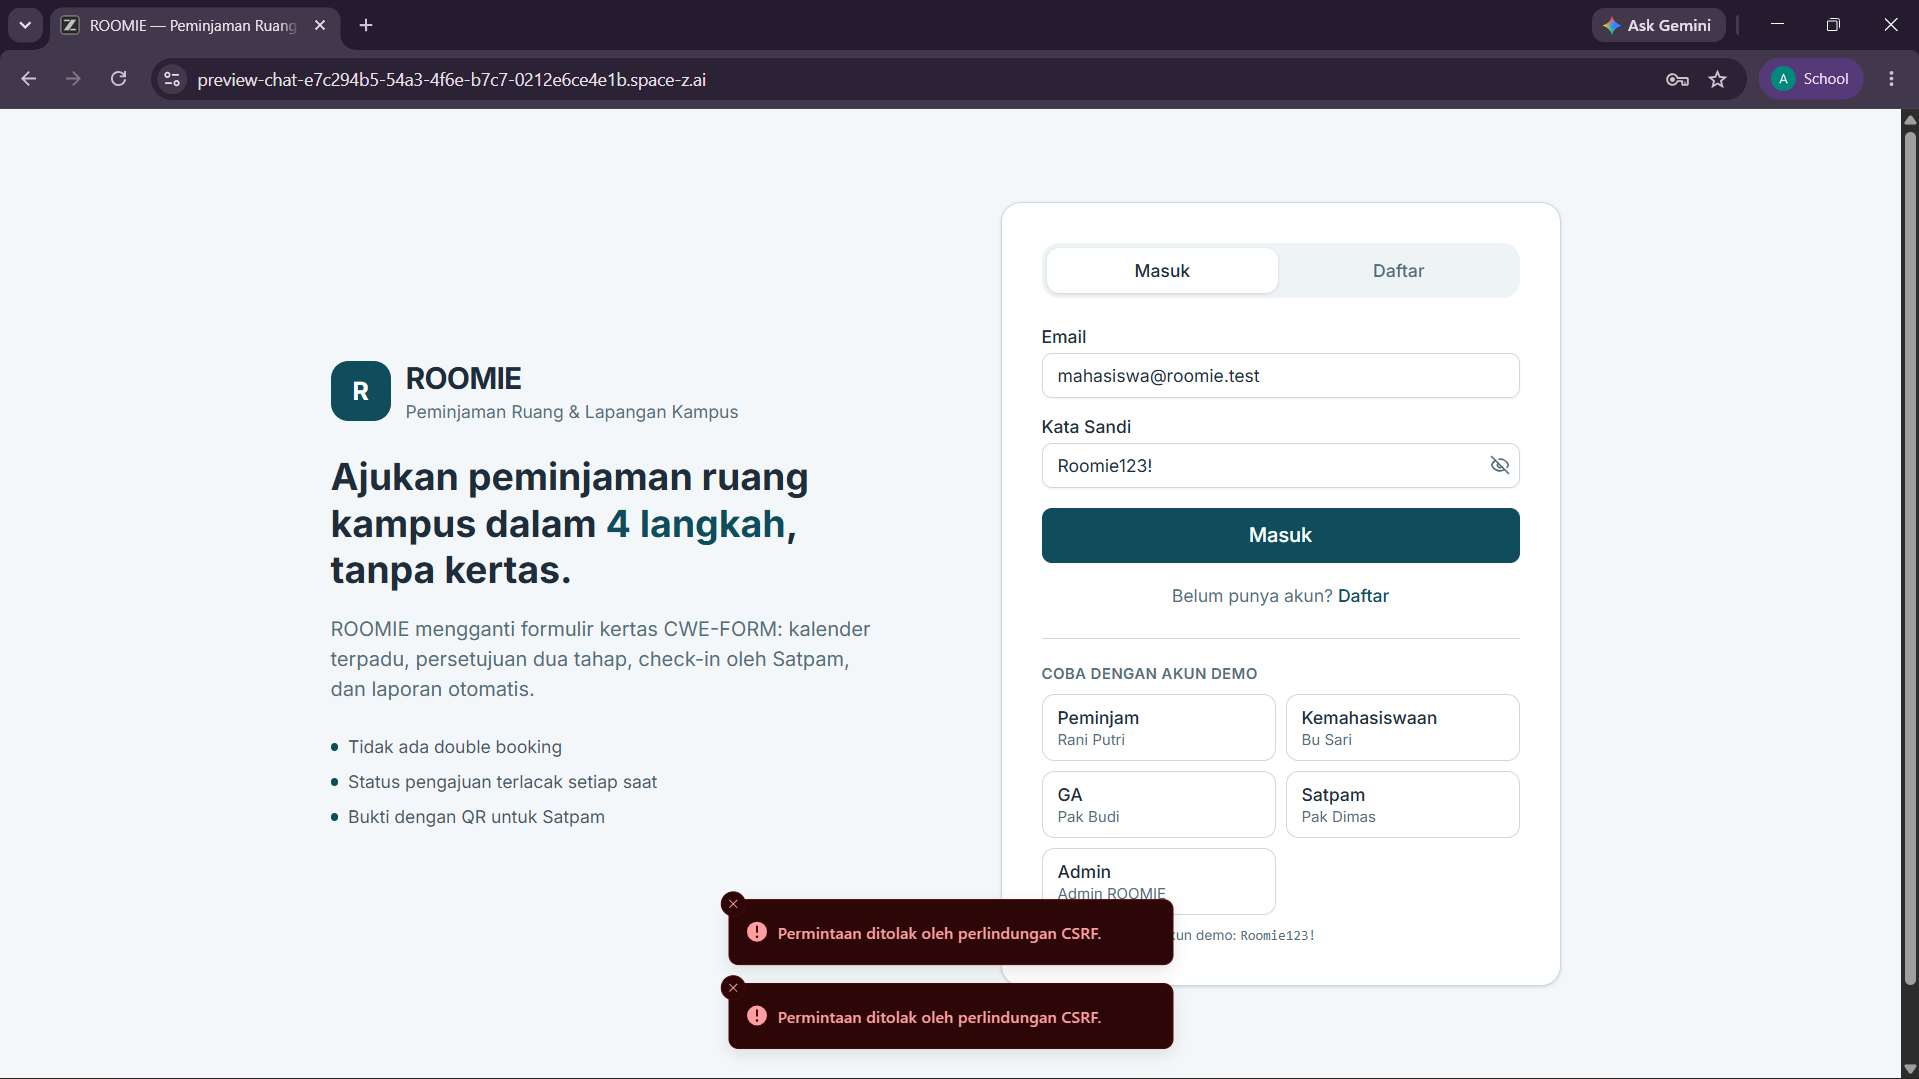 ROOMIE — Peminjaman Ruang
Ask Gemini
preview-chat-e7c294b5-54a3-4f6e-b7c7-0212e6ce4e1b.space-z.ai
A
School
R
ROOMIE
Peminjaman Ruang & Lapangan Kampus
Ajukan peminjaman ruang
kampus dalam 4 langkah,
tanpa kertas.
ROOMIE mengganti formulir kertas CWE-FORM: kalender
terpadu, persetujuan dua tahap, check-in oleh Satpam,
dan laporan otomatis.
Tidak ada double booking
Status pengajuan terlacak setiap saat
Bukti dengan QR untuk Satpam
Masuk
Daftar
Email
mahasiswa@roomie.test
Kata Sandi
Roomie123!
Masuk
Belum punya akun? Daftar
COBA DENGAN AKUN DEMO
Peminjam
Rani Putri
Kemahasiswaan
Bu Sari
GA
Pak Budi
Satpam
Pak Dimas
Admin
Admin ROOMIE
demo: Roomie123!
Permintaan ditolak oleh perlindungan CSRF.
Permintaan ditolak oleh perlindungan CSRF.